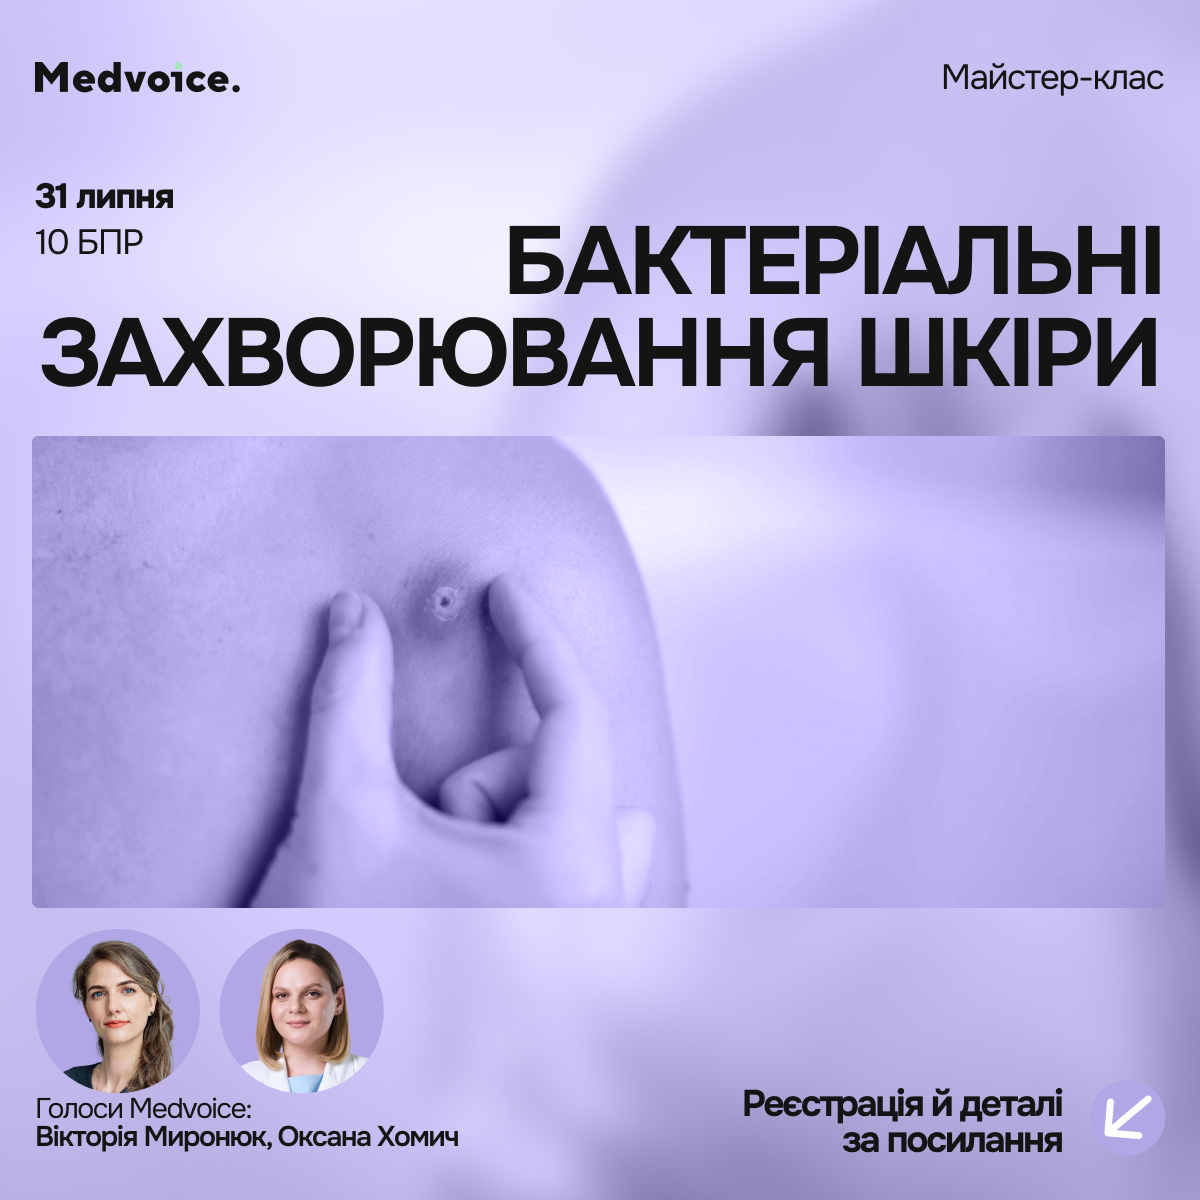 Medvoice.
Майстер-клас
31 липня
10 БПР
БАКТЕРІАЛЬНІ
ЗАХВОРЮВАННЯ ШКІРИ
Голоси Medvoice:
Вікторія Миронюк, Оксана Хомич
Реєстрація й деталі
за посилання